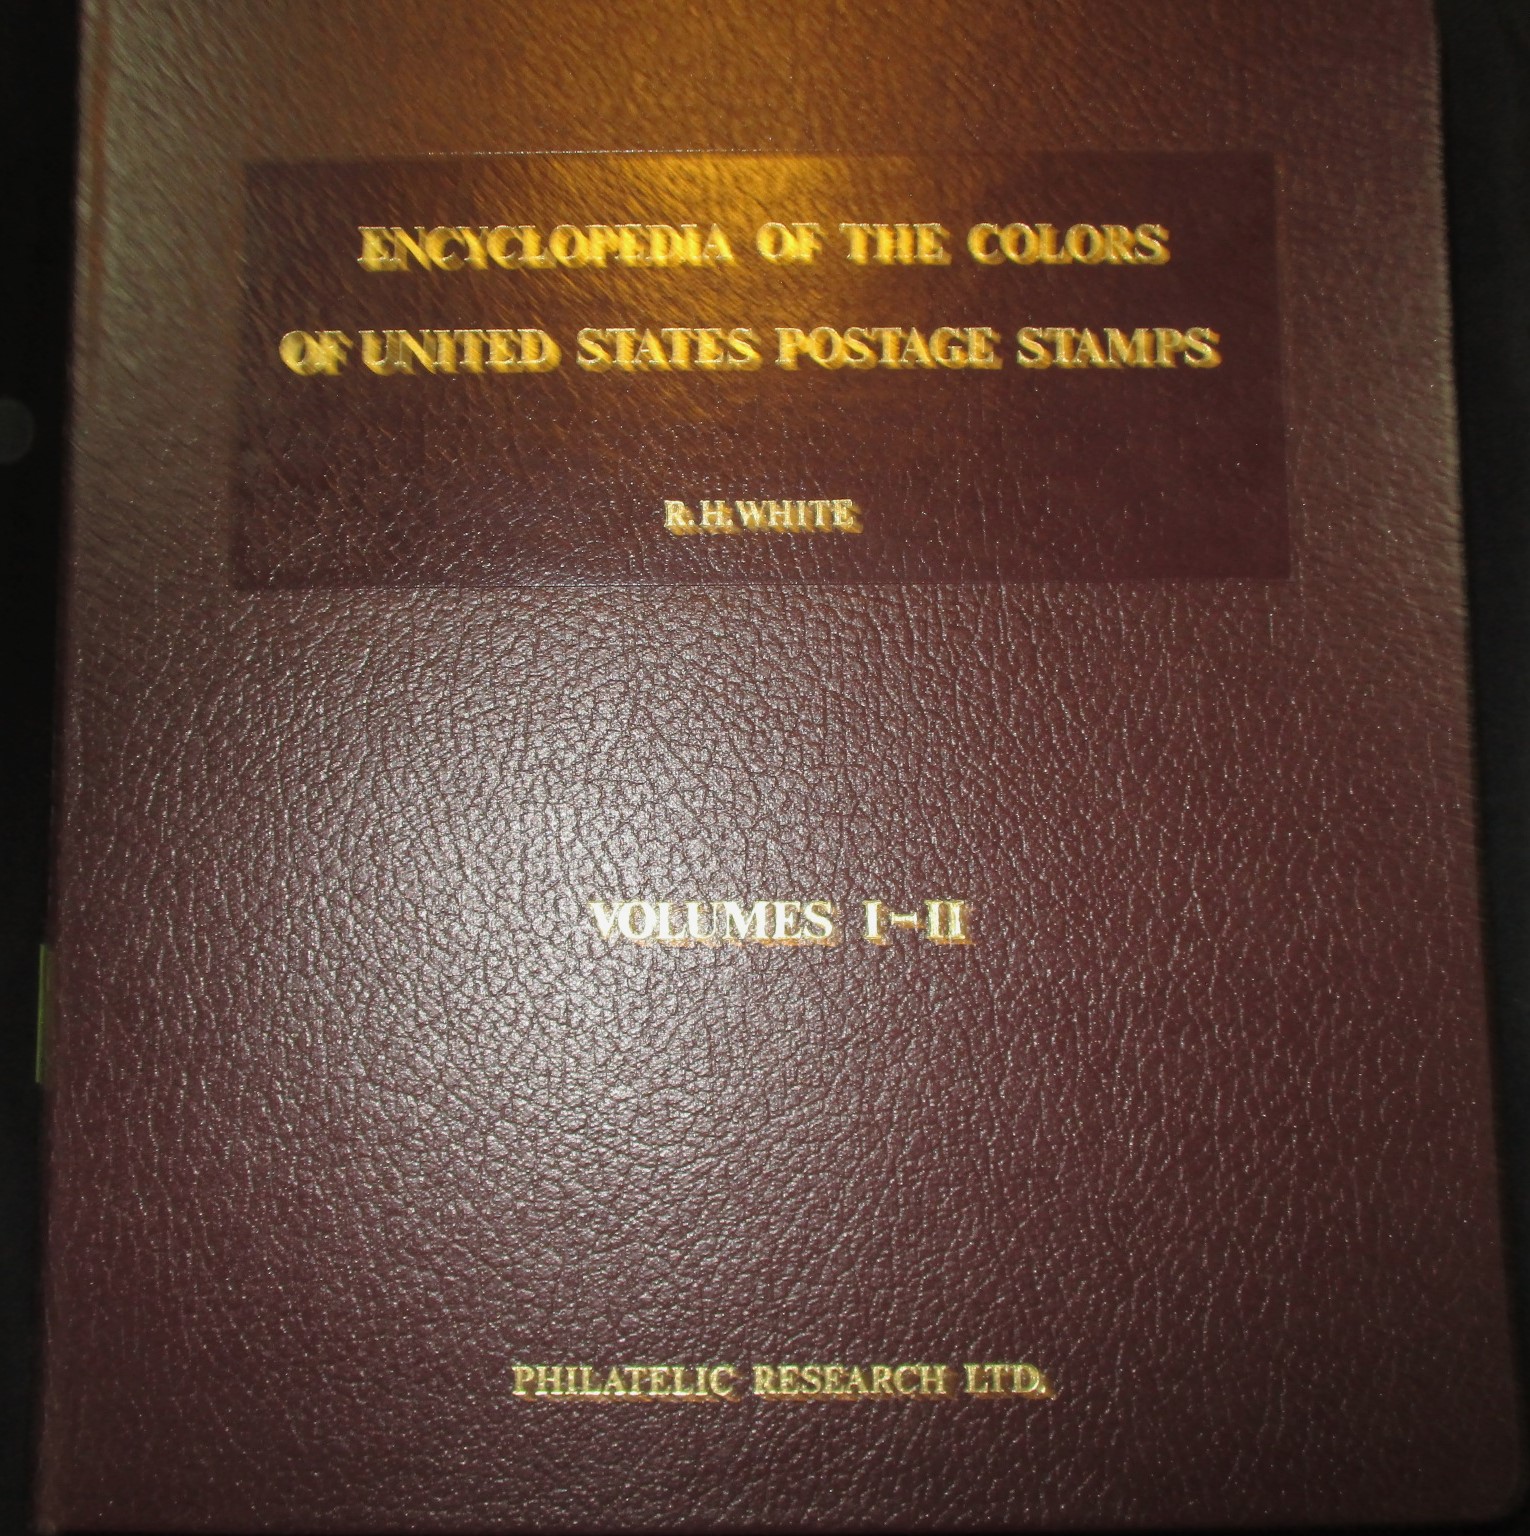 ENCYCLOPEDIA OF THE COLORS
OF UNITED STATES POSTAGE STAMPS
R. H. WHITE
VOLUMES I-II
PHILATELIC RESEARCH LTD.